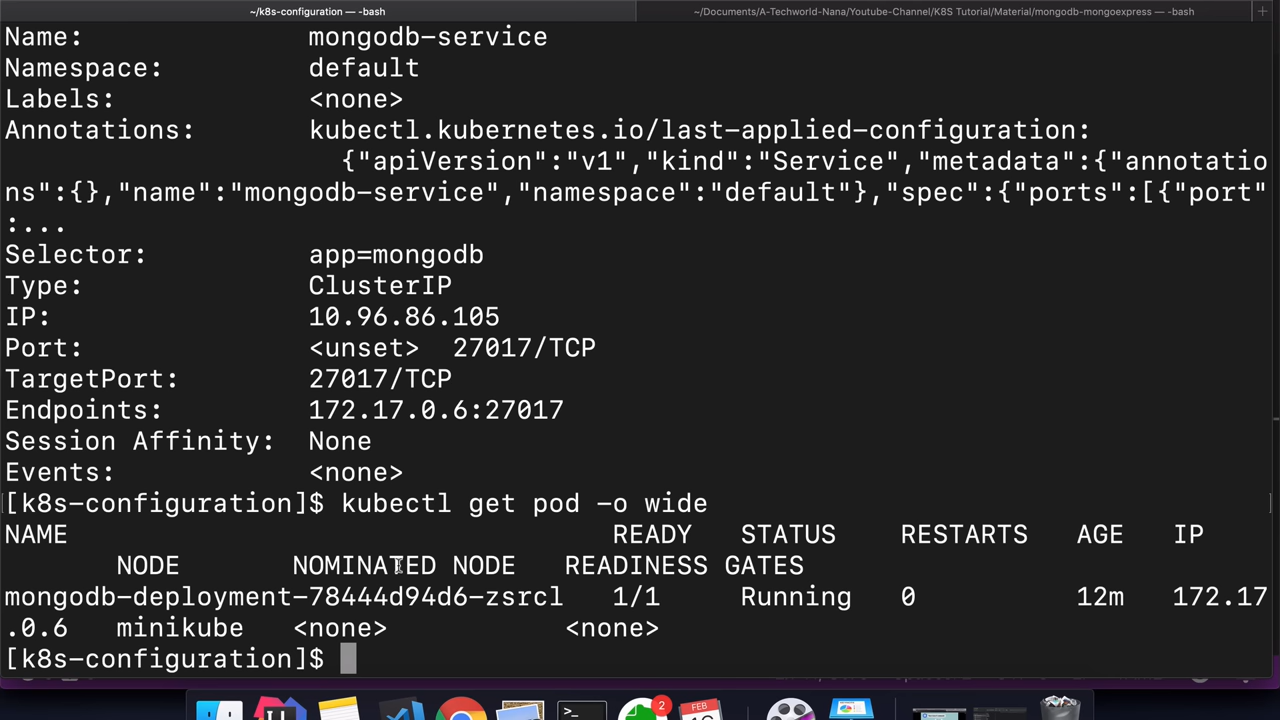 ~/k8s-configuration — -bash
~/Documents/A-Techworld-Nana/Youtube-Channel/K8S Tutorial/Material/mongodb-mongoexpress — -bash
Name: mongodb-service
Namespace: default
Labels: <none>
Annotations: kubectl.kubernetes.io/last-applied-configuration:
{"apiVersion":"v1","kind":"Service","metadata":{"annotatio
ns":{},"name":"mongodb-service","namespace":"default"},"spec":{"ports":[{"port"
:...
Selector: app=mongodb
Type: ClusterIP
IP: 10.96.86.105
Port: <unset> 27017/TCP
TargetPort: 27017/TCP
Endpoints: 172.17.0.6:27017
Session Affinity: None
Events: <none>
[k8s-configuration]$ kubectl get pod -o wide
NAME READY STATUS RESTARTS AGE IP
NODE NOMINATED NODE READINESS GATES
mongodb-deployment-78444d94d6-zsrcl 1/1 Running 0 12m 172.17
.0.6 minikube <none> <none>
[k8s-configuration]$
2
FEB